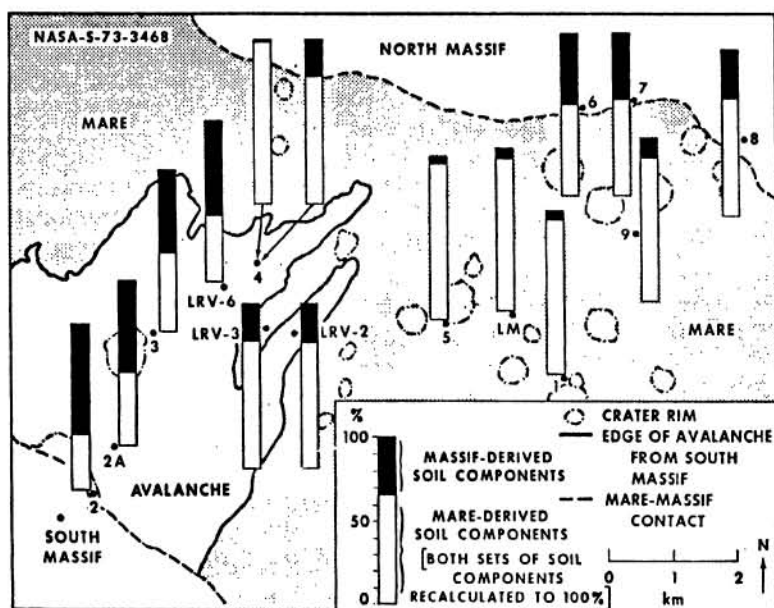 NASA-S-73-3468
NORTH MASSIF
MARE
6
7
8
9
4
LRV-6
LRV-3
LRV-2
3
5
LM
MARE
1
2A
2
AVALANCHE
SOUTH
MASSIF
%
100
50
0
MASSIF-DERIVED
SOIL COMPONENTS
MARE-DERIVED
SOIL COMPONENTS
[BOTH SETS OF SOIL
COMPONENTS
RECALCULATED TO 100%]
CRATER RIM
EDGE OF AVALANCHE
FROM SOUTH
MASSIF
MARE-MASSIF
CONTACT
0 1 2
km
N